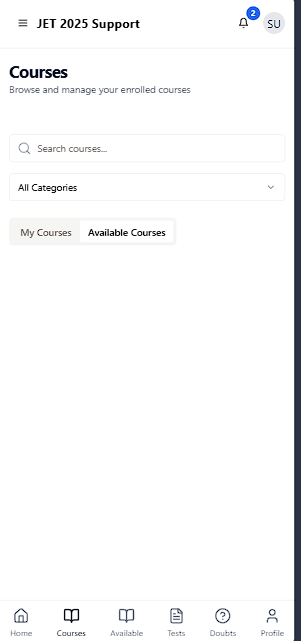 JET 2025 Support
2
SU
Courses
Browse and manage your enrolled courses
Search courses...
All Categories
My Courses Available Courses
Home Courses Available Tests Doubts Profile